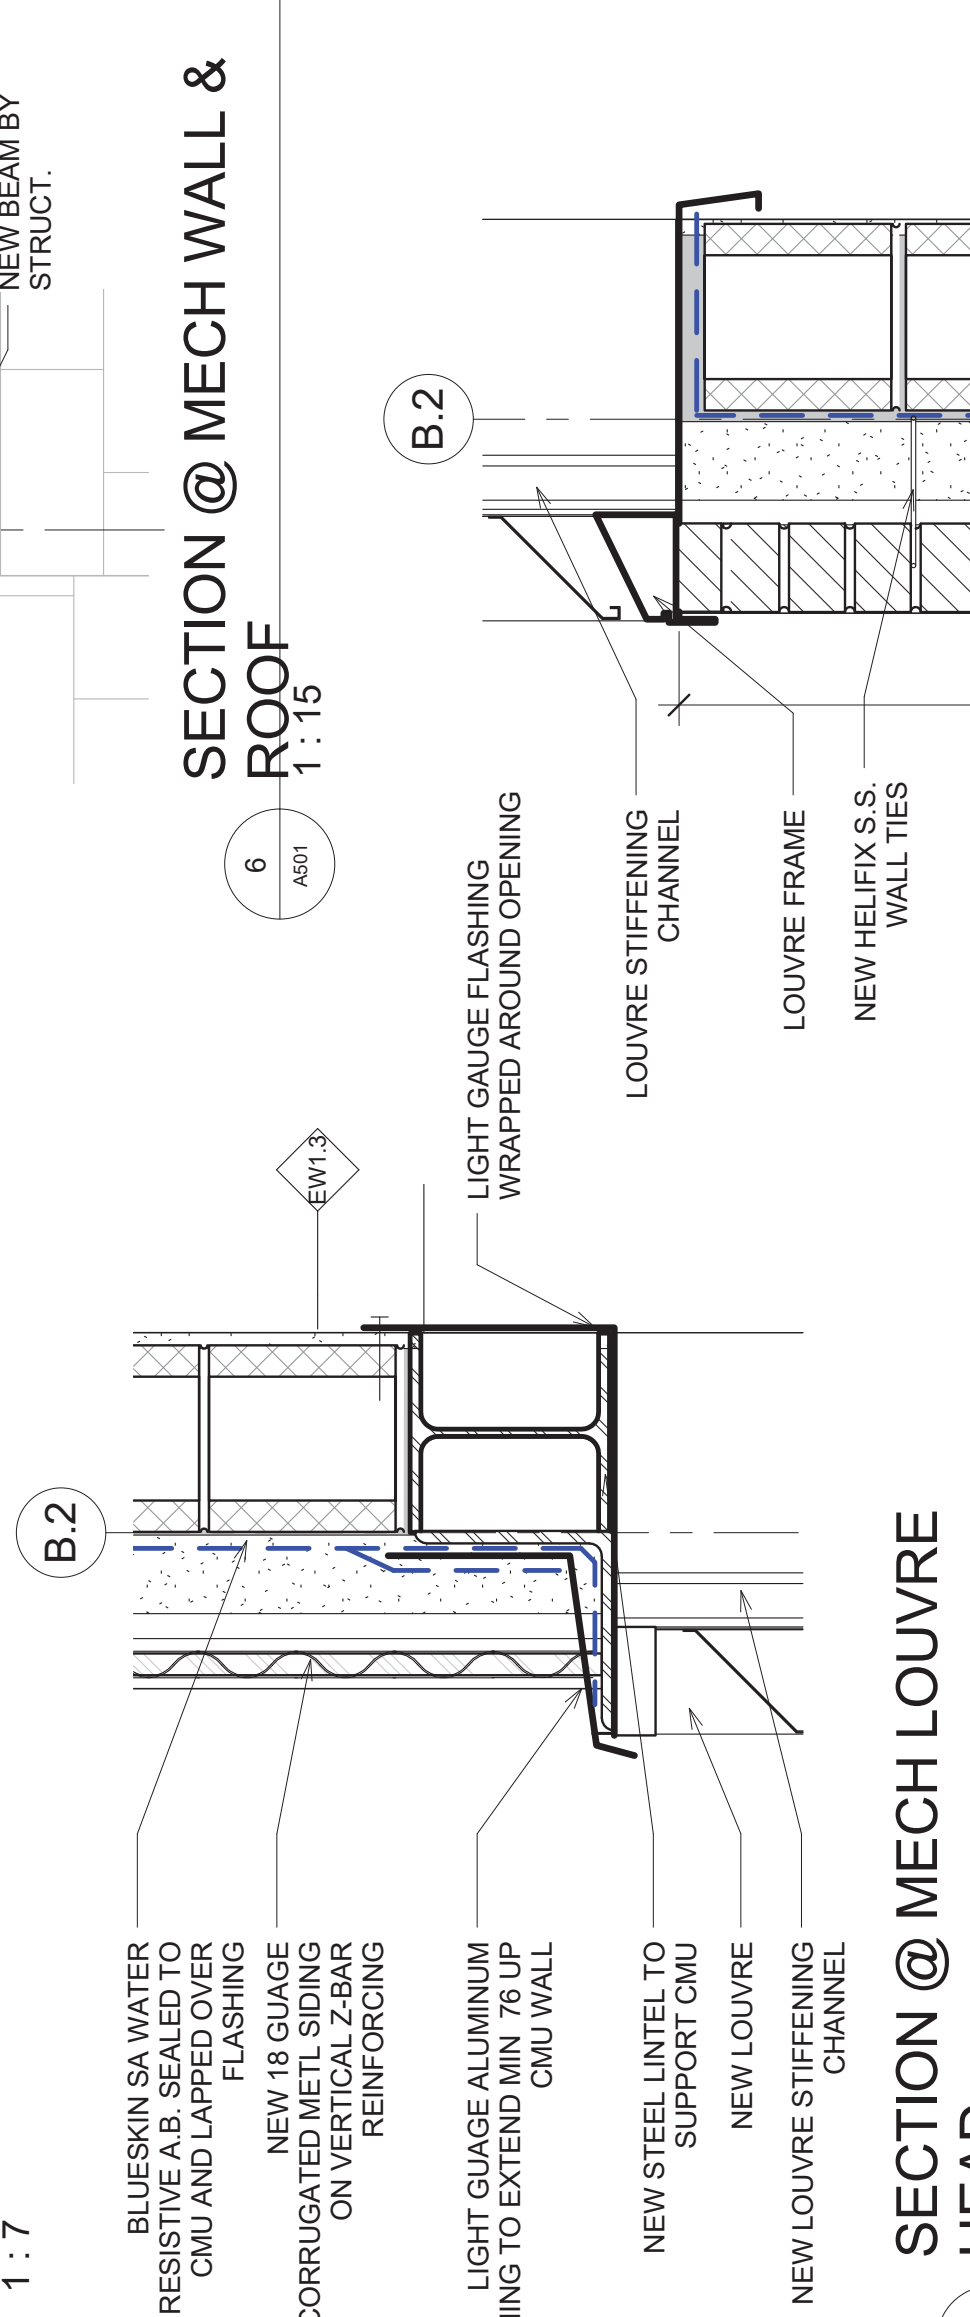 NEW BEAM BY
STRUCT.
SECTION @ MECH WALL &
ROOF
1 : 15
6
A501
B.2
LIGHT GAUGE FLASHING
WRAPPED AROUND OPENING
LOUVRE STIFFENING
CHANNEL
LOUVRE FRAME
NEW HELIFIX S.S.
WALL TIES
1 : 7
B.2
EW1.3
BLUESKIN SA WATER
RESISTIVE A.B. SEALED TO
CMU AND LAPPED OVER
FLASHING
NEW 18 GUAGE
CORRUGATED METL SIDING
ON VERTICAL Z-BAR
REINFORCING
LIGHT GUAGE ALUMINIUM
TO EXTEND MIN 76 UP
CMU WALL
NEW STEEL LINTEL TO
SUPPORT CMU
NEW LOUVRE
NEW LOUVRE STIFFENING
CHANNEL
SECTION @ MECH LOUVRE